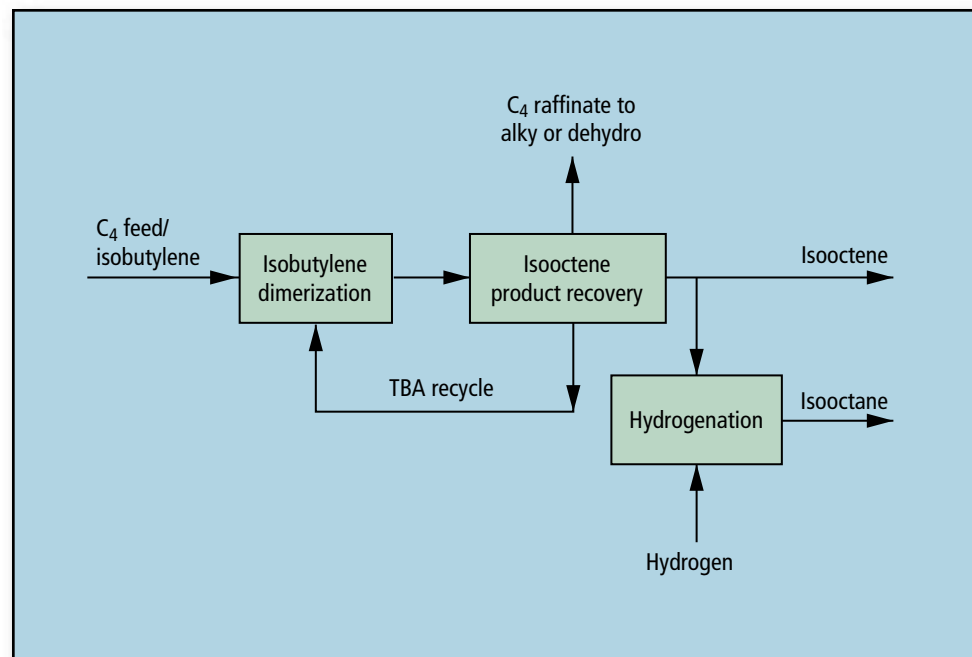 C₄ raffinate to
alky or dehydro
C₄ feed/
isobutylene
Isobutylene
dimerization
Isooctene
product recovery
Isooctene
TBA recycle
Hydrogenation
Isooctane
Hydrogen